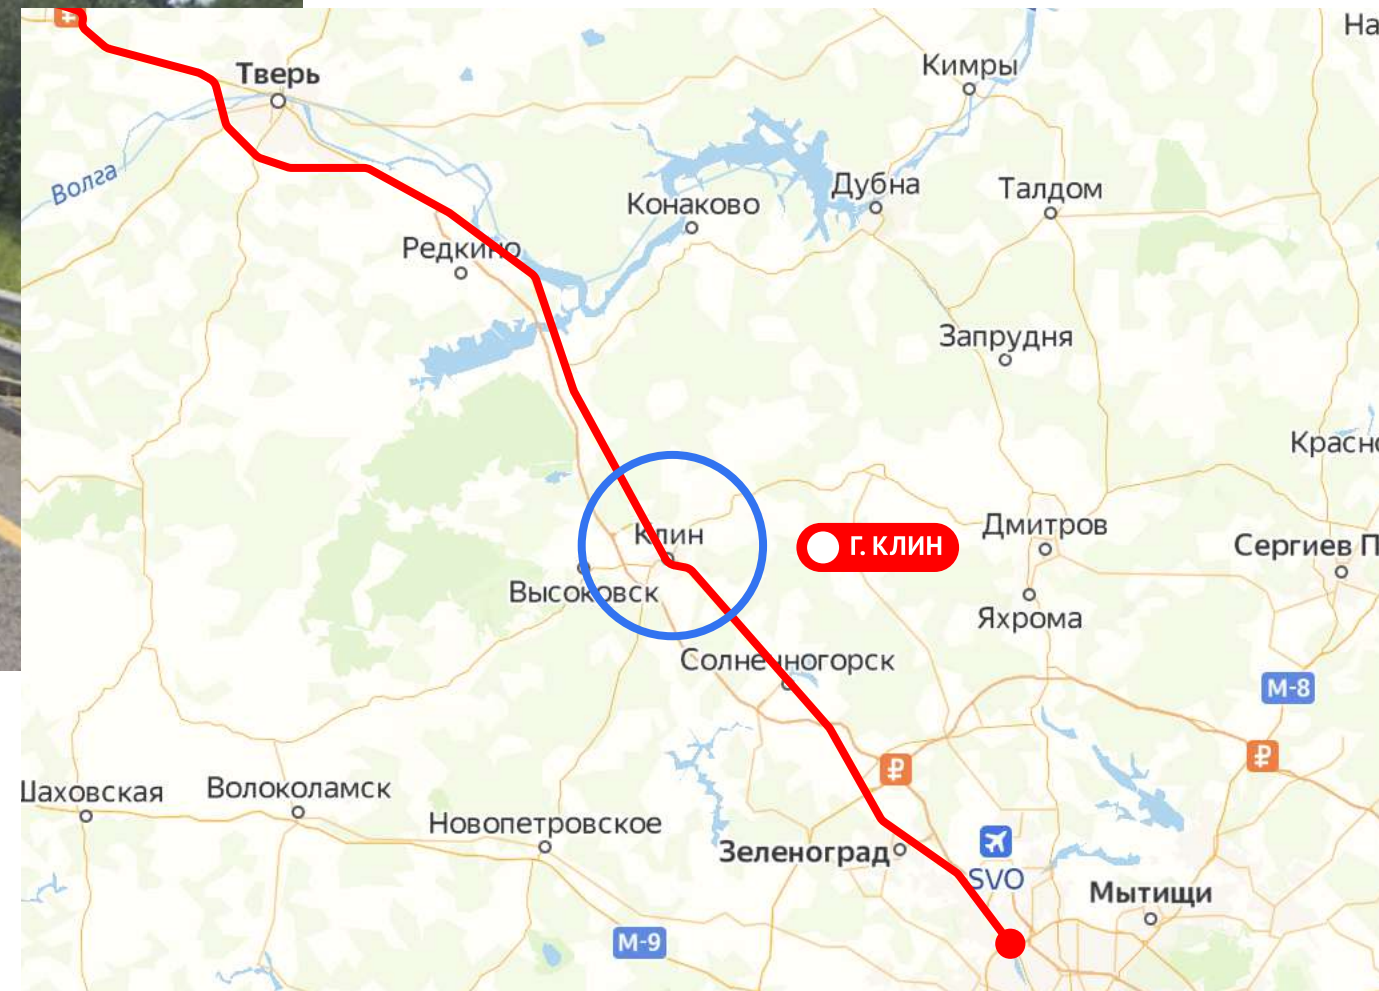 На
Тверь
Кимры
Волга
Дубна
Талдом
Конаково
Редкино
Запрудня
Красно
Клин
Г. КЛИН
Дмитров
Сергиев П
Высоковск
Яхрома
Солнечногорск
М-8
₽
₽
Шаховская
Волоколамск
Новопетровское
Зеленоград
SVO
Мытищи
М-9